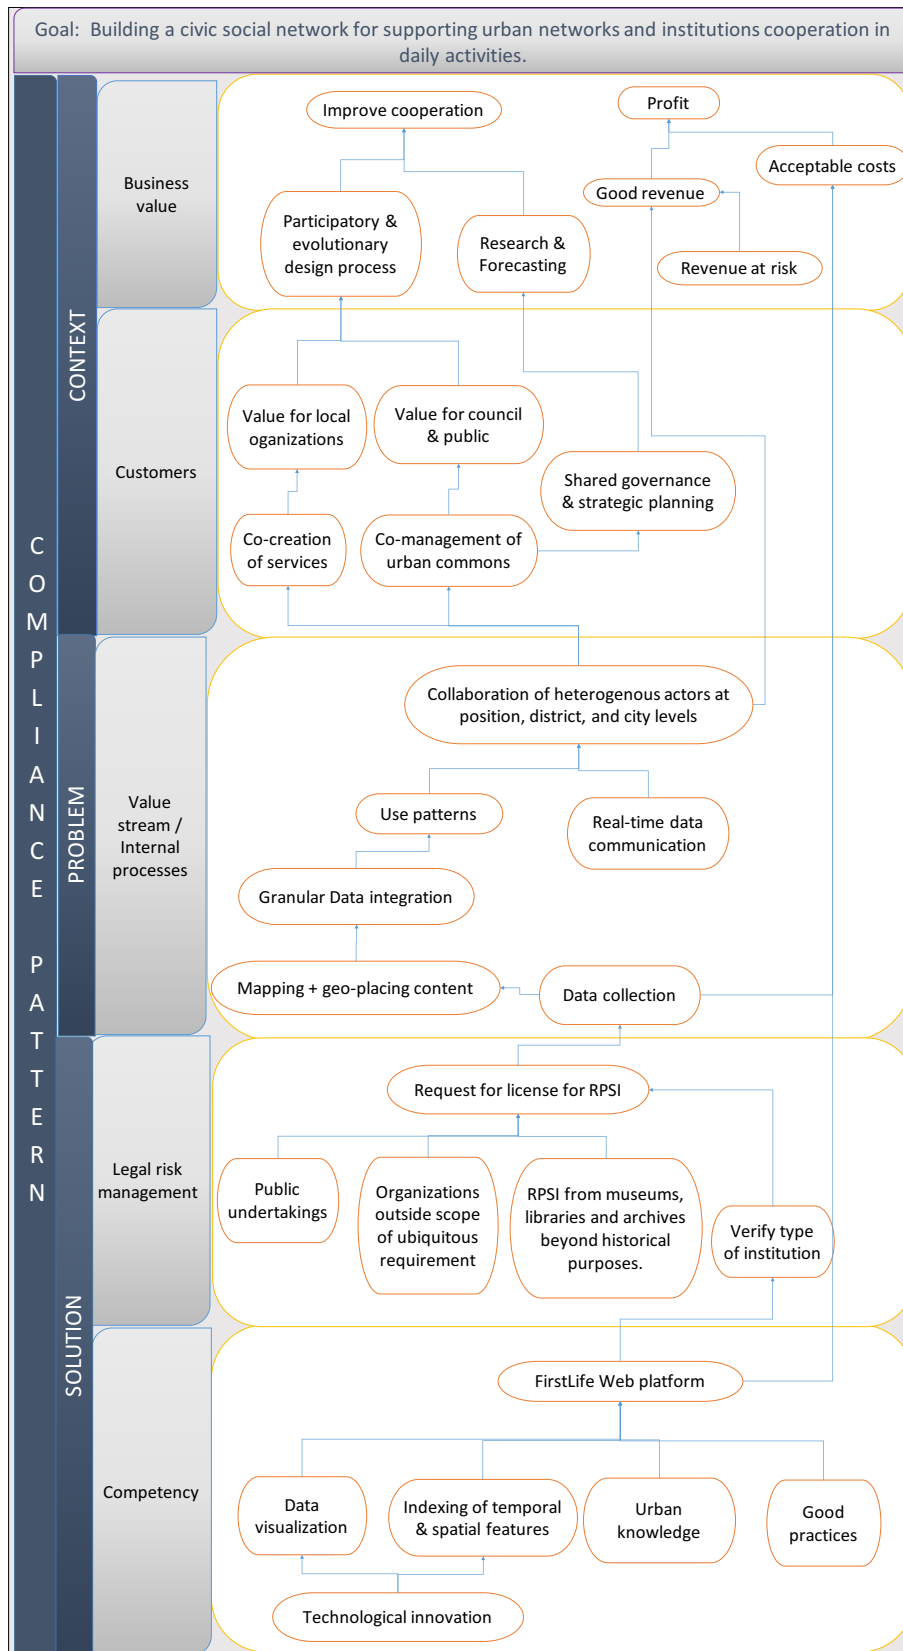 Goal:  Building a civic social network for supporting urban networks and institutions cooperation in
daily activities.
COMPLIANCE PATTERN
CONTEXT
Business
value
Improve cooperation
Profit
Acceptable costs
Good revenue
Participatory &
evolutionary
design process
Research &
Forecasting
Revenue at risk
Customers
Value for local
oganizations
Value for council
& public
Shared governance
& strategic planning
Co-creation
of services
Co-management of
urban commons
PROBLEM
Value
stream /
Internal
processes
Collaboration of heterogenous actors at
position, district, and city levels
Use patterns
Real-time data
communication
Granular Data integration
Mapping + geo-placing content
Data collection
SOLUTION
Legal risk
management
Request for license for RPSI
Public
undertakings
Organizations
outside scope
of ubiquitous
requirement
RPSI from museums,
libraries and archives
beyond historical
purposes.
Verify type
of institution
Competency
FirstLife Web platform
Data
visualization
Indexing of temporal
& spatial features
Urban
knowledge
Good
practices
Technological innovation